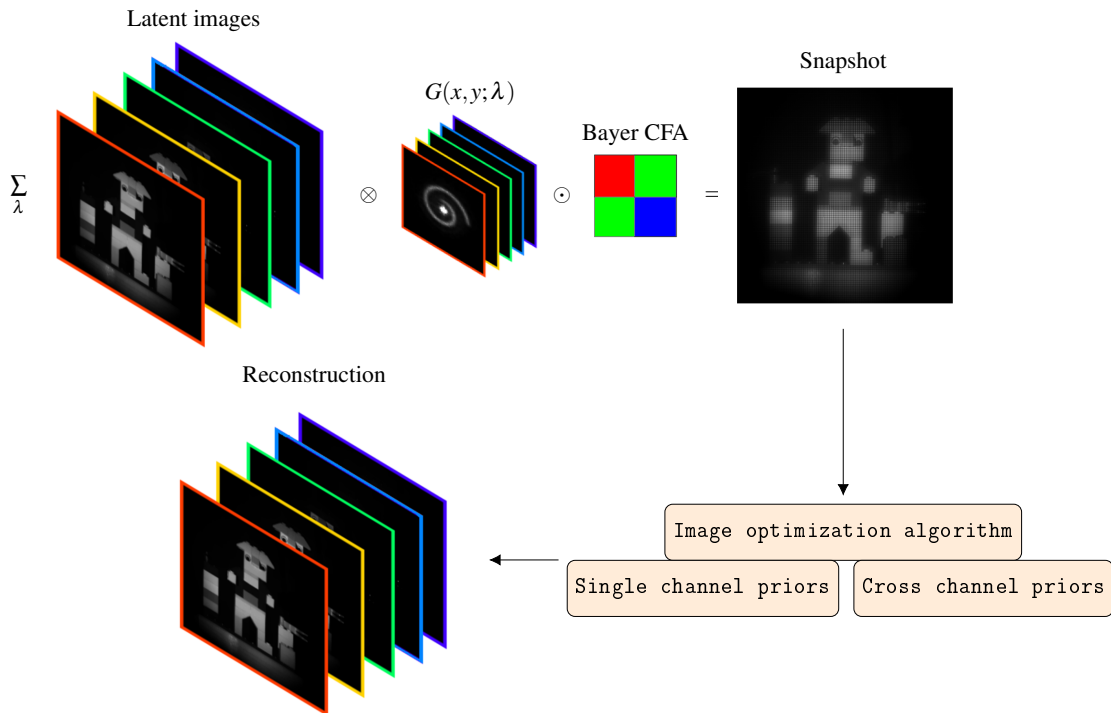 Latent images
Snapshot
G(x, y; λ)
Bayer CFA
∑
λ
⊗
⊙
=
Reconstruction
Image optimization algorithm
Single channel priors
Cross channel priors